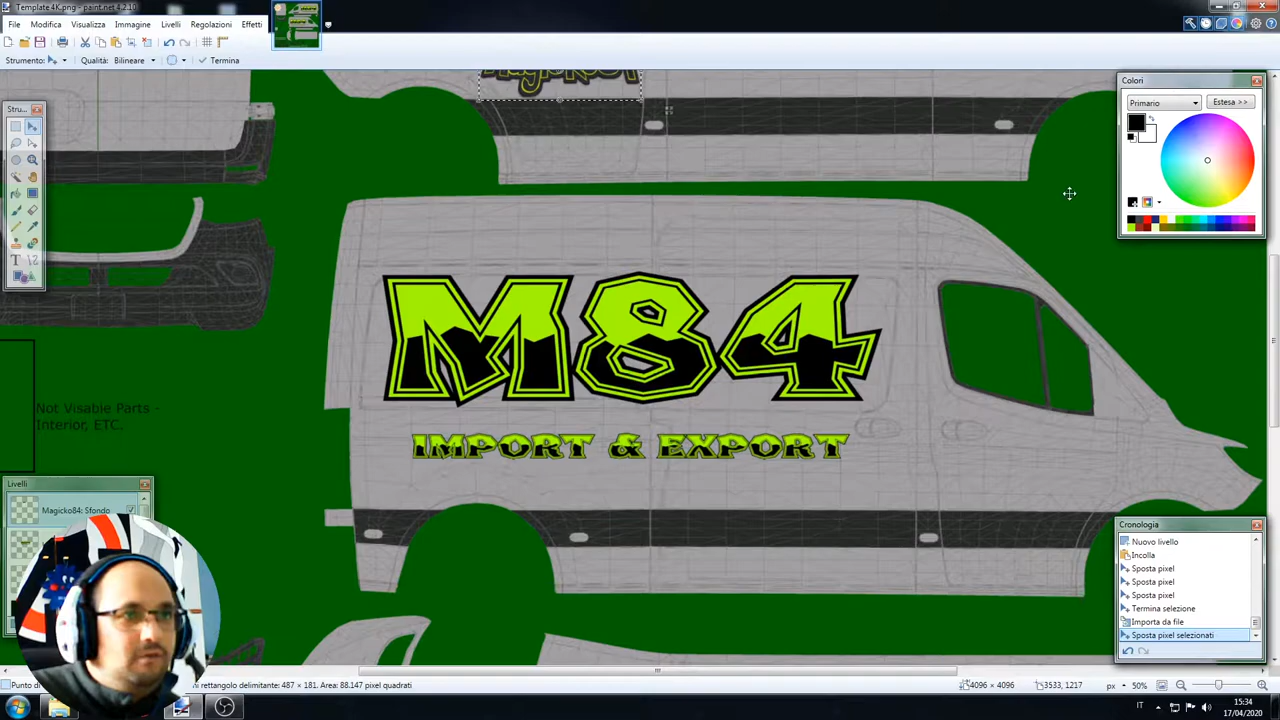 Template 4K.png - paint.net 4.2.10
File Modifica Visualizza Immagine Livelli Regolazioni Effetti
Strumento: Qualità: Bilineare Termina
Stru...
Colori
Primario Estesa >>
M84
IMPORT & EXPORT
Not Visable Parts -
Interior, ETC.
Livelli
Magicko84: Sfondo
Cronologia
Nuovo livello
Incolla
Sposta pixel
Sposta pixel
Sposta pixel
Termina selezione
Importa da file
Sposta pixel selezionati
Punto di rettangolo delimitante: 487 × 181. Area: 88.147 pixel quadrati 4096 × 4096 3533, 1217 px 50%
IT 15:34
17/04/2020